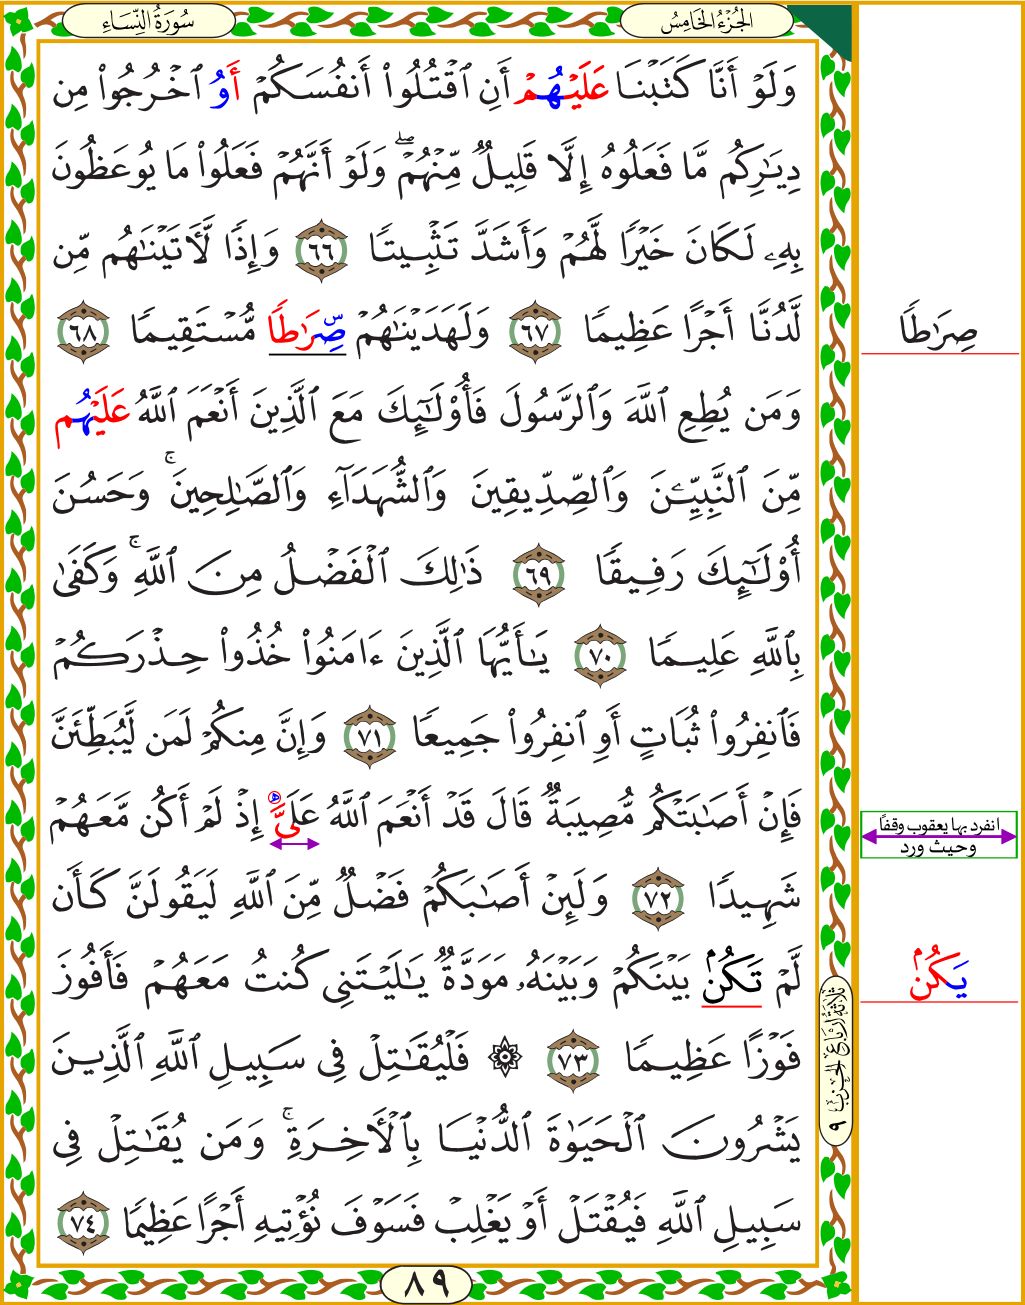 سُورَةُ النِّسَاءِ
الجُزْءُ الخَامِسُ
وَلَوْ أَنَّا كَتَبْنَا عَلَيْهُمْ أَنِ ٱقْتُلُوٓا۟ أَنفُسَكُمْ أَوُ ٱخْرُجُوا۟ مِن
دِيَـٰرِكُم مَّا فَعَلُوهُ إِلَّا قَلِيلٌ مِّنْهُمْ ۖ وَلَوْ أَنَّهُمْ فَعَلُوا۟ مَا يُوعَظُونَ
بِهِۦ لَكَانَ خَيْرًا لَّهُمْ وَأَشَدَّ تَثْبِيتًا ٦٦ وَإِذًا لَّـَٔاتَيْنَـٰهُم مِّن
لَّدُنَّا أَجْرًا عَظِيمًا ٦٧ وَلَهَدَيْنَـٰهُمْ صِّرَٰطًا مُّسْتَقِيمًا ٦٨
وَمَن يُطِعِ ٱللَّهَ وَٱلرَّسُولَ فَأُو۟لَـٰٓئِكَ مَعَ ٱلَّذِينَ أَنْعَمَ ٱللَّهُ عَلَيْهُم
مِّنَ ٱلنَّبِيِّـۧنَ وَٱلصِّدِّيقِينَ وَٱلشُّهَدَآءِ وَٱلصَّـٰلِحِينَ ۚ وَحَسُنَ
أُو۟لَـٰٓئِكَ رَفِيقًا ٦٩ ذَٰلِكَ ٱلْفَضْلُ مِنَ ٱللَّهِ ۚ وَكَفَىٰ
بِٱللَّهِ عَلِيمًا ٧٠ يَـٰٓأَيُّهَا ٱلَّذِينَ ءَامَنُوا۟ خُذُوا۟ حِذْرَكُمْ
فَٱنفِرُوا۟ ثُبَاتٍ أَوِ ٱنفِرُوا۟ جَمِيعًا ٧١ وَإِنَّ مِنكُمْ لَمَن لَّيُبَطِّئَنَّ
فَإِنْ أَصَـٰبَتْكُم مُّصِيبَةٌ قَالَ قَدْ أَنْعَمَ ٱللَّهُ عَلَىَّ إِذْ لَمْ أَكُن مَّعَهُمْ
شَهِيدًا ٧٢ وَلَئِنْ أَصَـٰبَكُمْ فَضْلٌ مِّنَ ٱللَّهِ لَيَقُولَنَّ كَأَن
لَّمْ تَكُنۢ بَيْنَكُمْ وَبَيْنَهُۥ مَوَدَّةٌ يَـٰلَيْتَنِى كُنتُ مَعَهُمْ فَأَفُوزَ
فَوْزًا عَظِيمًا ٧٣ ۞ فَلْيُقَـٰتِلْ فِى سَبِيلِ ٱللَّهِ ٱلَّذِينَ
يَشْرُونَ ٱلْحَيَوٰةَ ٱلدُّنْيَا بِٱلْـَٔاخِرَةِ ۚ وَمَن يُقَـٰتِلْ فِى
سَبِيلِ ٱللَّهِ فَيُقْتَلْ أَوْ يَغْلِبْ فَسَوْفَ نُؤْتِيهِ أَجْرًا عَظِيمًا ٧٤
صِرَٰطًا
انفرد بها يعقوب وقفًا
وحيث ورد
يَكُنۢ
ثَلَاثَةُ أَرْبَاعِ الحِزْبِ ٩
٨٩